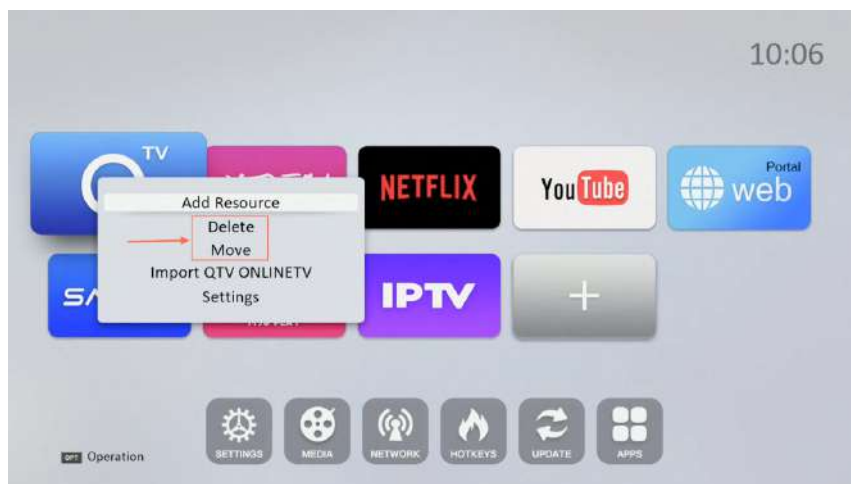 10:06
TV
NETFLIX
YouTube
Portal
web
Add Resource
Delete
Move
Import QTV ONLINETV
Settings
IPTV
SETTINGS
MEDIA
NETWORK
HOTKEYS
UPDATE
APPS
OPT Operation